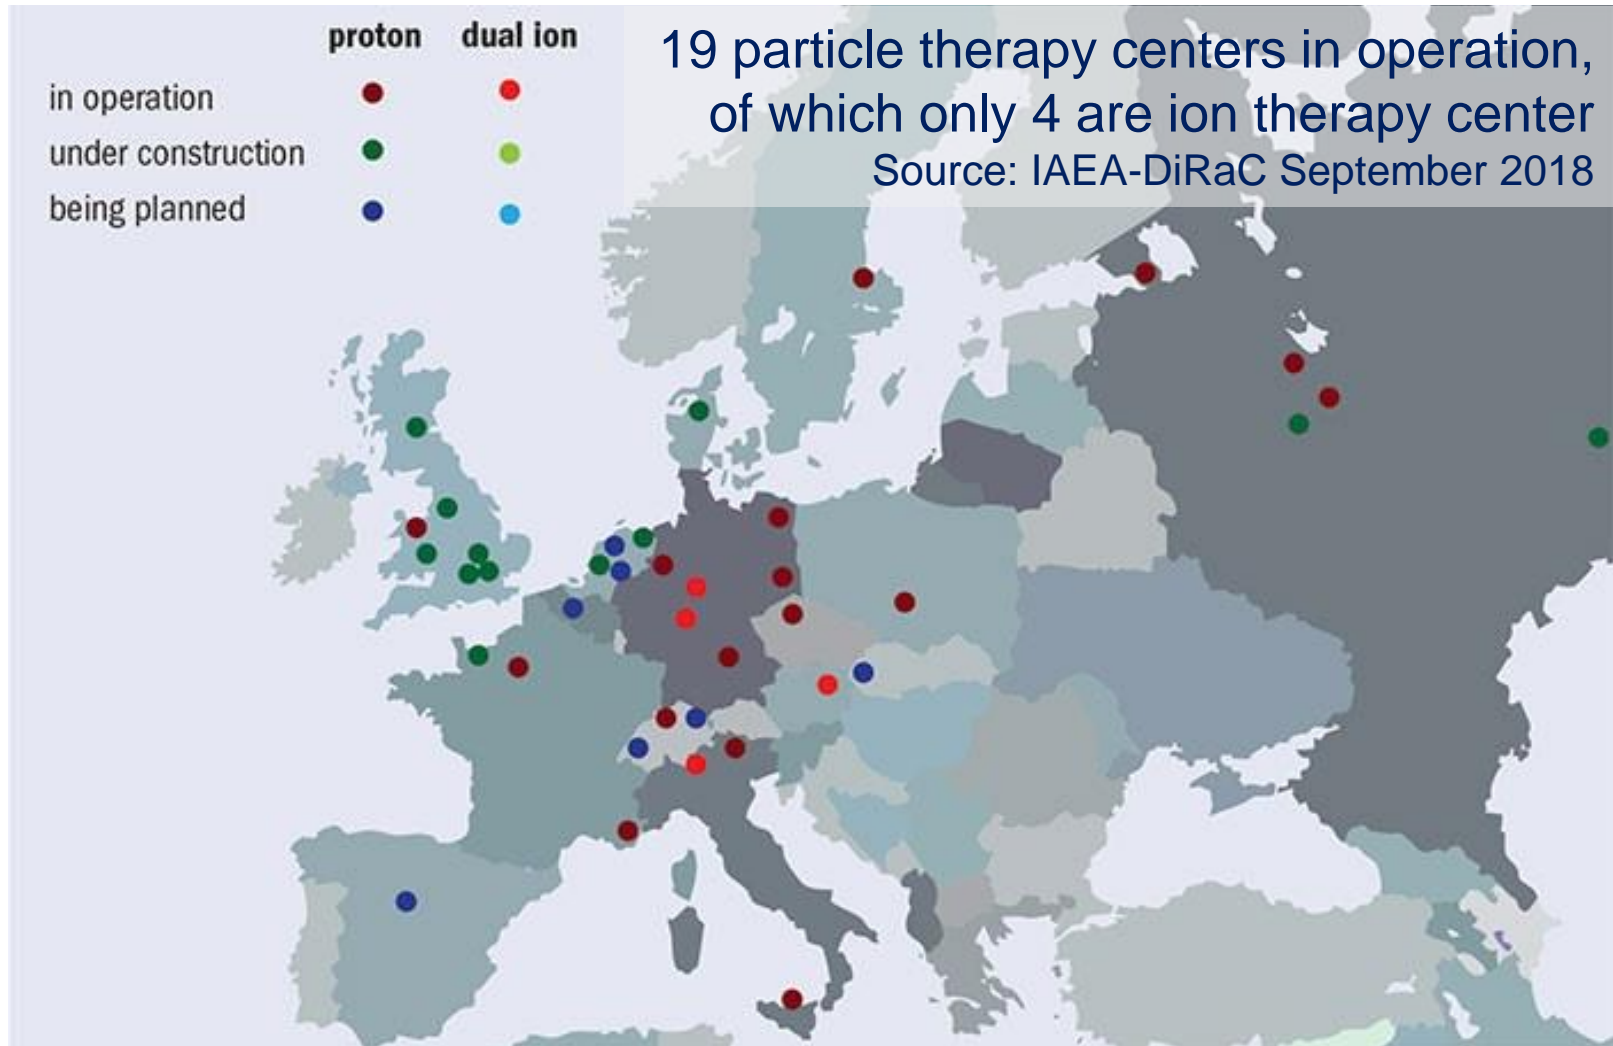 proton dual ion
in operation
under construction
being planned
19 particle therapy centers in operation,
of which only 4 are ion therapy center
Source: IAEA-DiRaC September 2018